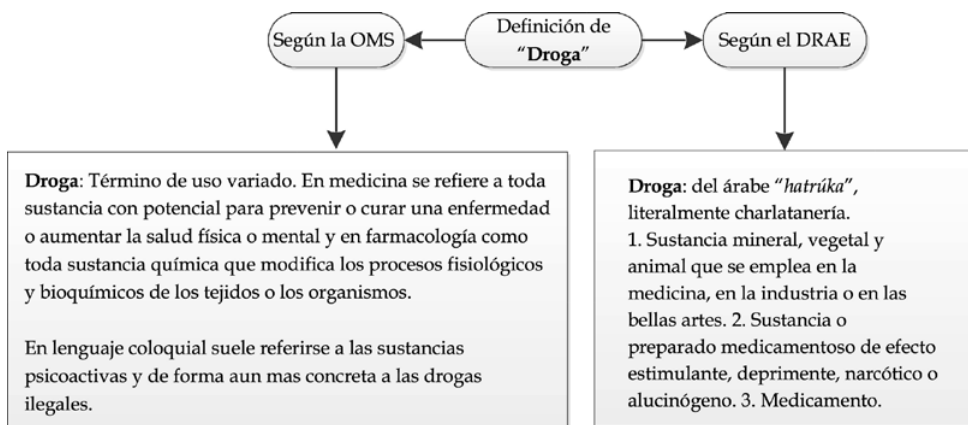 Según la OMS
Definición de
“Droga”
Según el DRAE
Droga: Término de uso variado. En medicina se refiere a toda
sustancia con potencial para prevenir o curar una enfermedad
o aumentar la salud física o mental y en farmacología como
toda sustancia química que modifica los procesos fisiológicos
y bioquímicos de los tejidos o los organismos.
En lenguaje coloquial suele referirse a las sustancias
psicoactivas y de forma aun mas concreta a las drogas
ilegales.
Droga: del árabe “hatrúka”,
literalmente charlatanería.
1. Sustancia mineral, vegetal y
animal que se emplea en la
medicina, en la industria o en las
bellas artes. 2. Sustancia o
preparado medicamentoso de efecto
estimulante, deprimente, narcótico o
alucinógeno. 3. Medicamento.